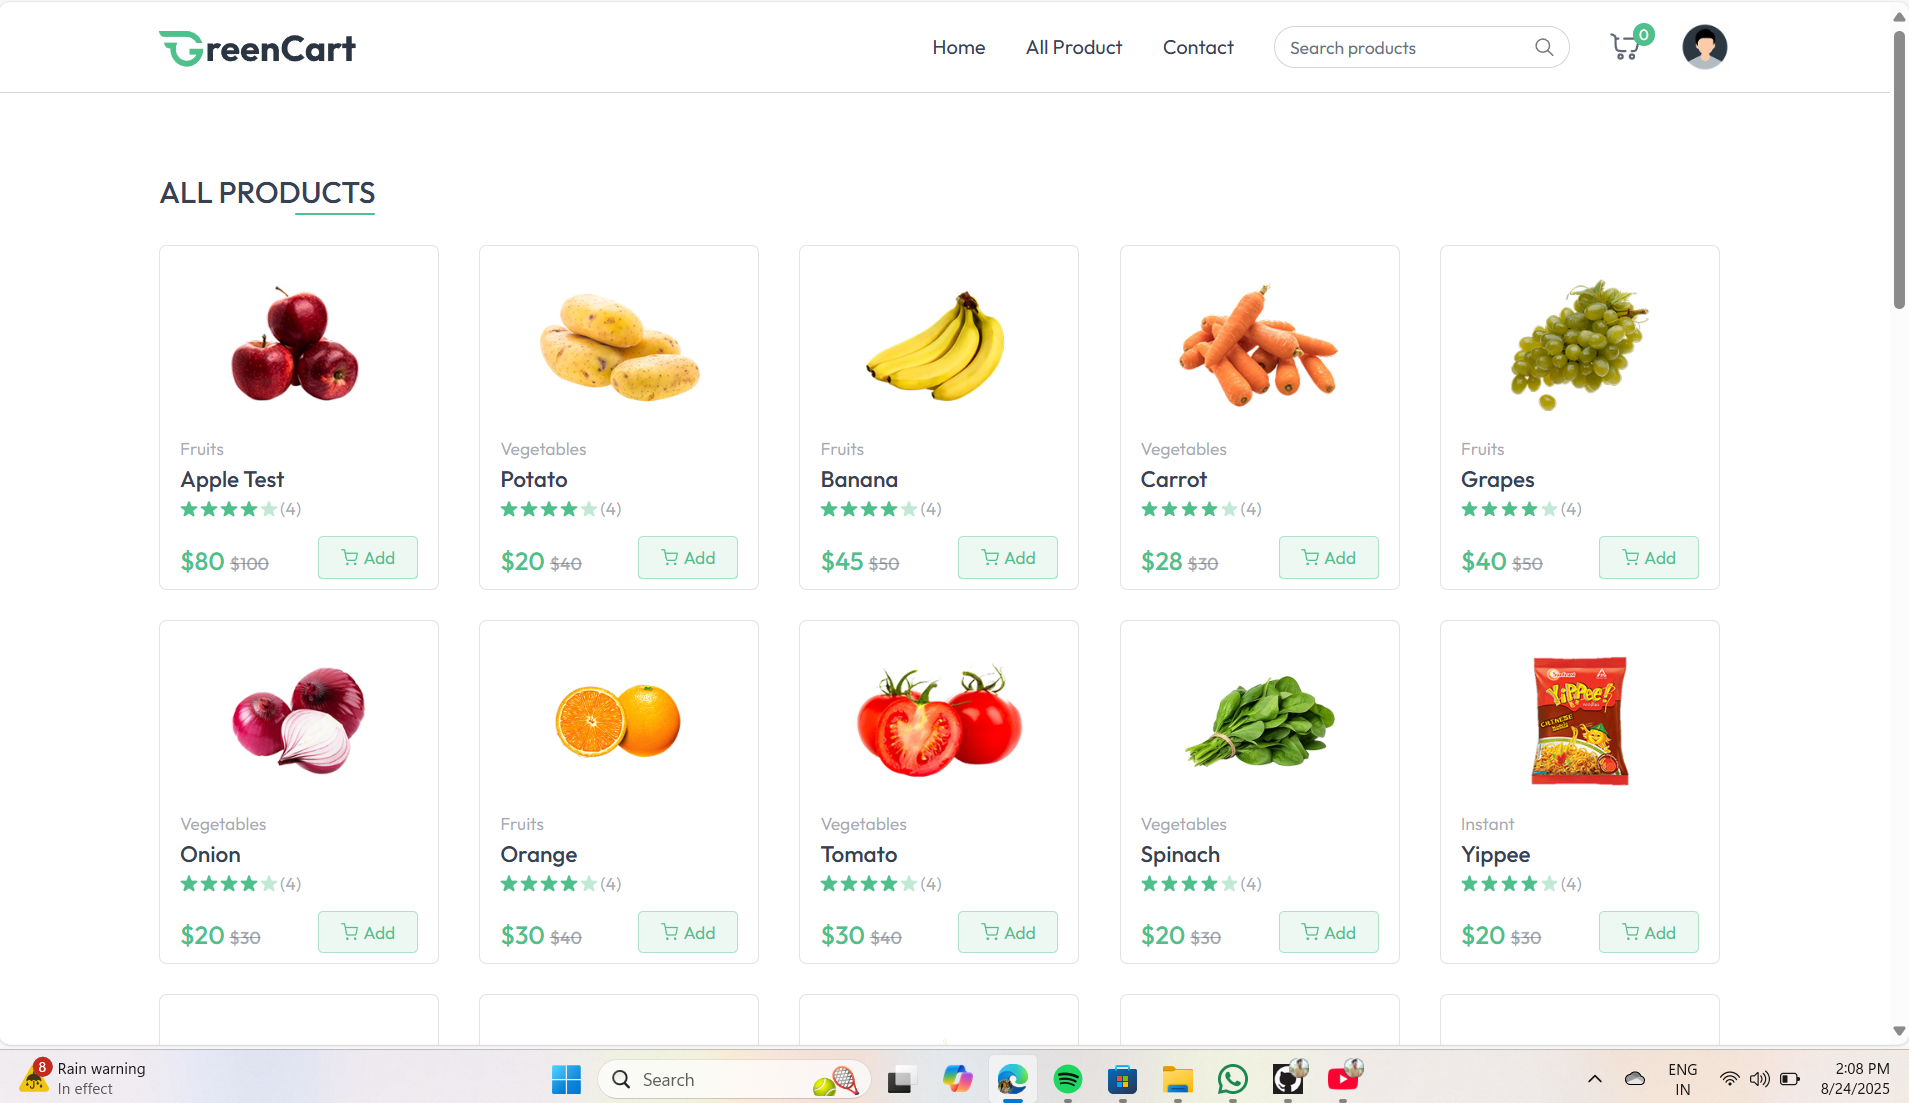 GreenCart
Home All Product Contact Search products 0
ALL PRODUCTS
Fruits Vegetables Fruits Vegetables Fruits
Apple Test Potato Banana Carrot Grapes
(4) (4) (4) (4) (4)
$80 $100 Add $20 $40 Add $45 $50 Add $28 $30 Add $40 $50 Add
YiPPee!
noodles
CHINESE
Vegetables Fruits Vegetables Vegetables Instant
Onion Orange Tomato Spinach Yippee
(4) (4) (4) (4) (4)
$20 $30 Add $30 $40 Add $30 $40 Add $20 $30 Add $20 $30 Add
8 Rain warning
In effect
Search
ENG
IN
2:08 PM
8/24/2025